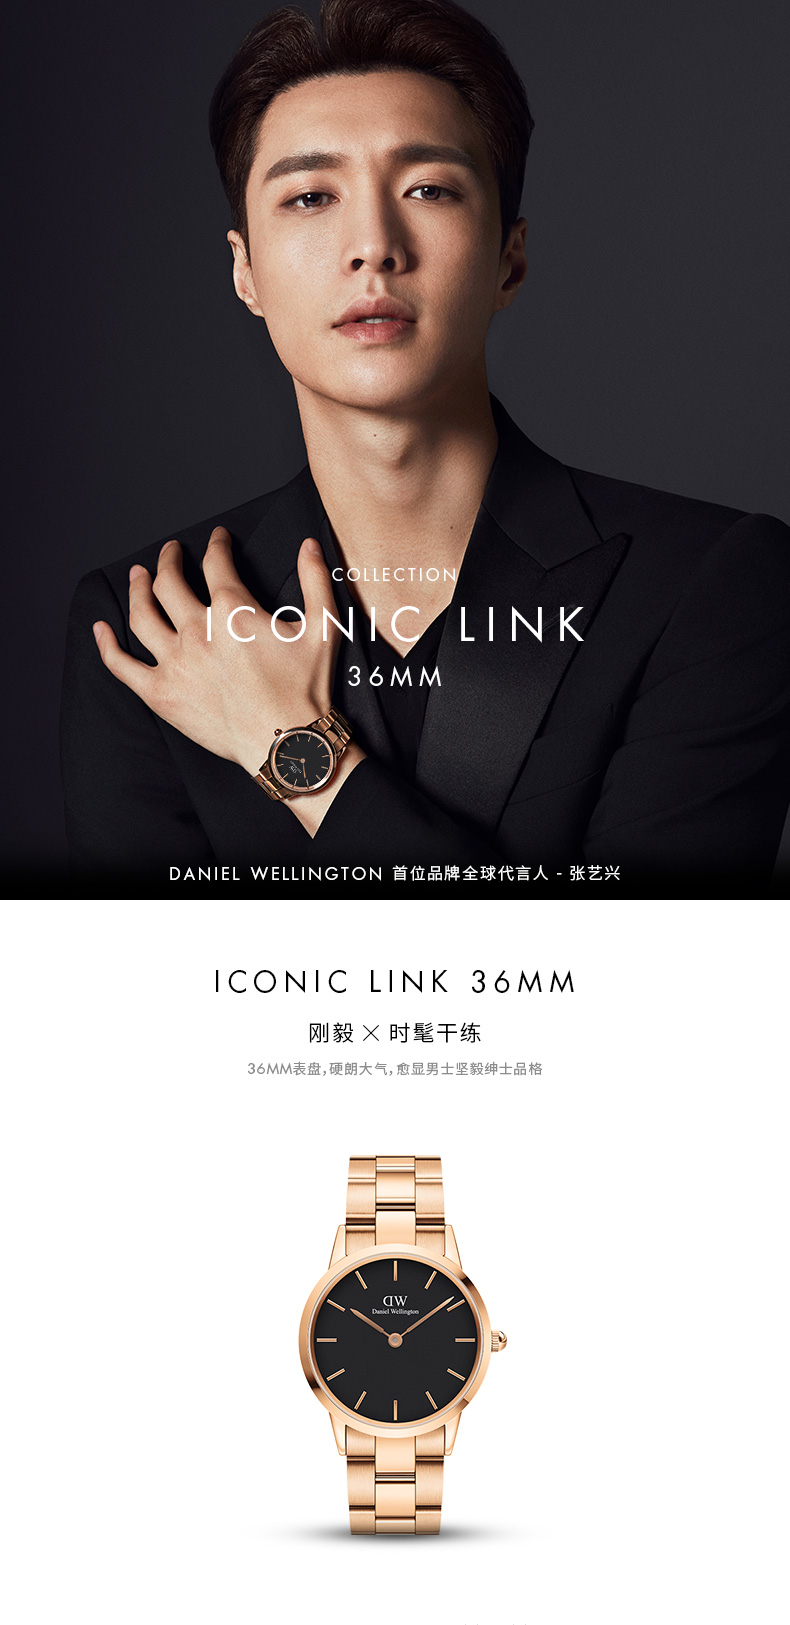 COLLECTION
ICONIC LINK
36MM
DANIEL WELLINGTON 首位品牌全球代言人 - 张艺兴
ICONIC LINK 36MM
刚毅 × 时髦干练
36MM表盘,硬朗大气,愈显男士坚毅绅士品格
DW
Daniel Wellington